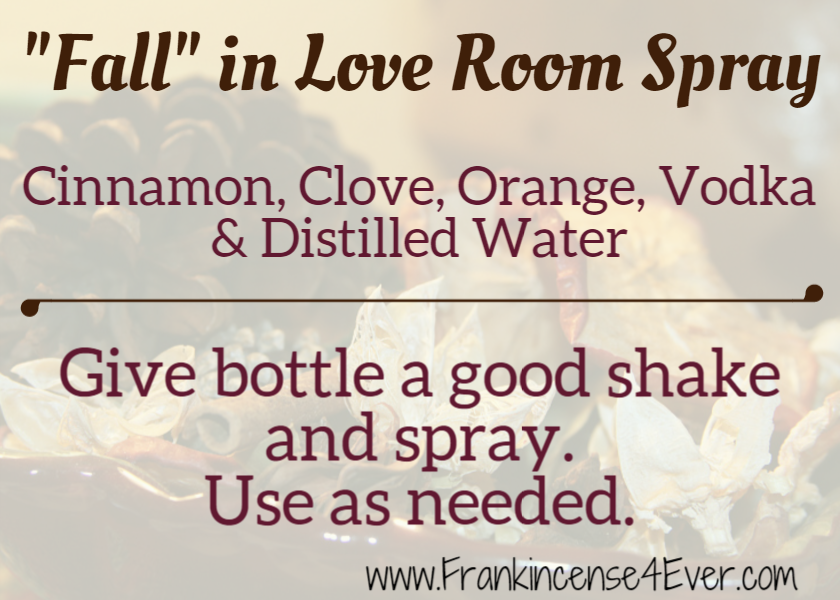 "Fall" in Love Room Spray
Cinnamon, Clove, Orange, Vodka
& Distilled Water
Give bottle a good shake
and spray.
Use as needed.
www.Frankincense4Ever.com